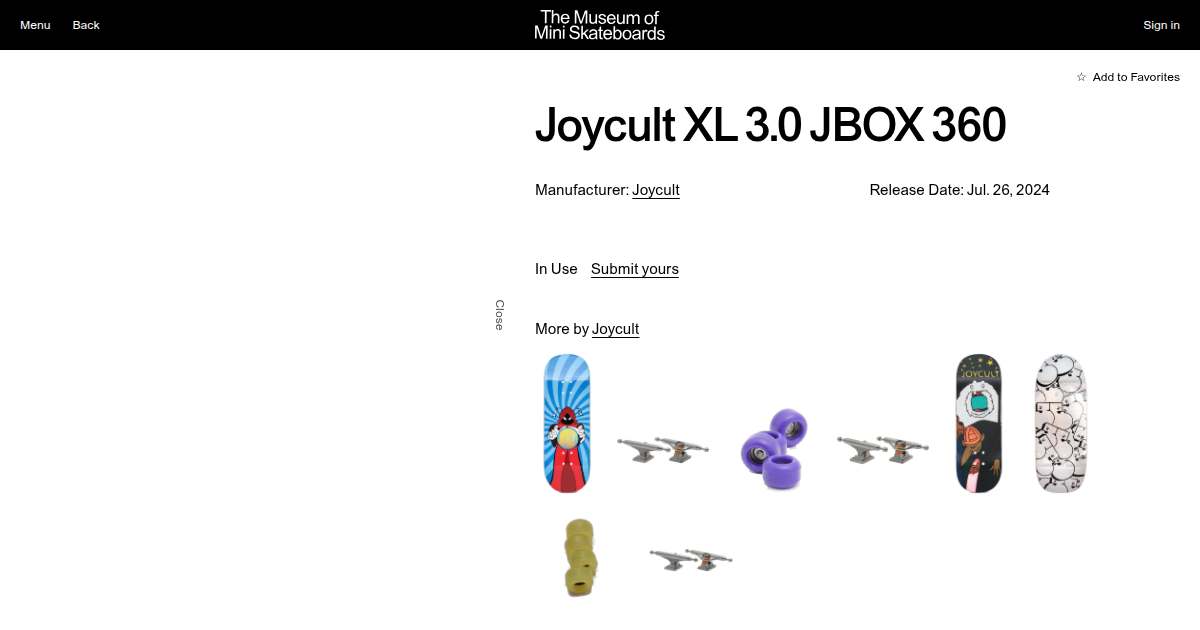 Menu
Back
The Museum of
Mini Skateboards
Sign in
☆ Add to Favorites
Joycult XL 3.0 JBOX 360
Manufacturer: Joycult
Release Date: Jul. 26, 2024
In Use
Submit yours
Close
More by Joycult
JOYCULT